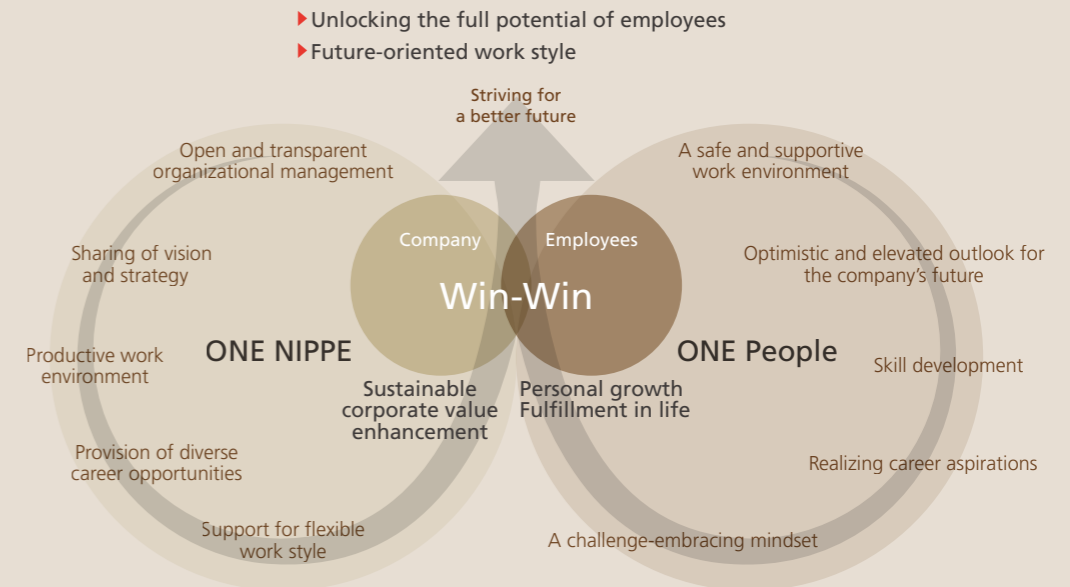 Unlocking the full potential of employees
Future-oriented work style
Striving for
a better future
Open and transparent
organizational management
A safe and supportive
work environment
Company
Employees
Sharing of vision
and strategy
Optimistic and elevated outlook for
the company’s future
Win-Win
Productive work
environment
ONE NIPPE
ONE People
Skill development
Sustainable
corporate value
enhancement
Personal growth
Fulfillment in life
Provision of diverse
career opportunities
Realizing career aspirations
Support for flexible
work style
A challenge-embracing mindset